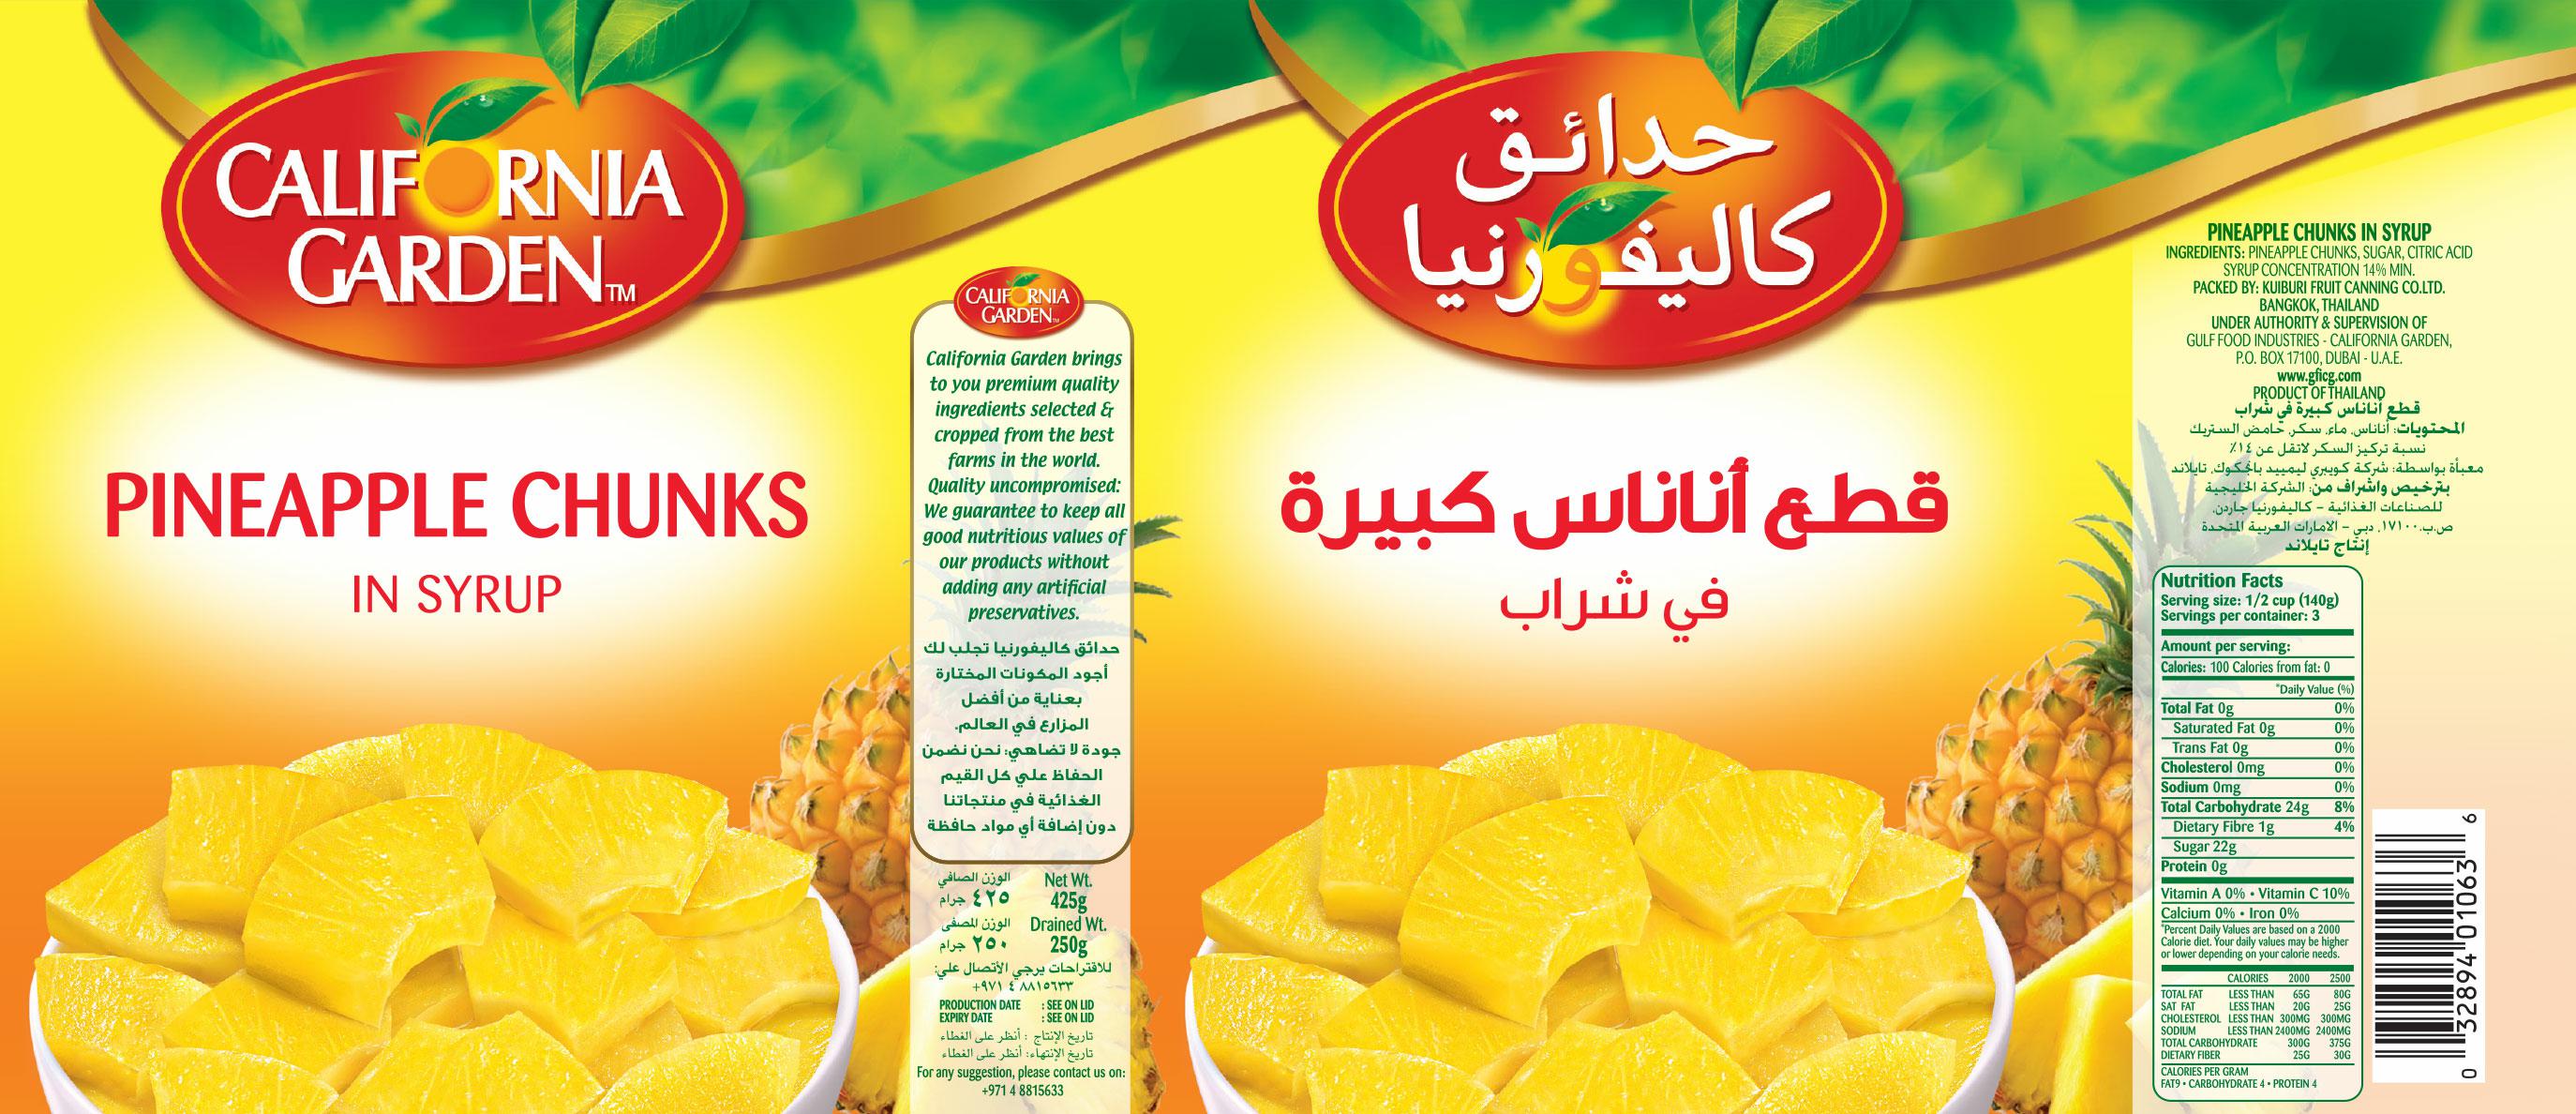 CALIFORNIA
GARDEN™
PINEAPPLE CHUNKS
IN SYRUP
CALIFORNIA
GARDEN™
California Garden brings
to you premium quality
ingredients selected &
cropped from the best
farms in the world.
Quality uncompromised:
We guarantee to keep all
good nutritious values of
our products without
adding any artificial
preservatives.
حدائق كاليفورنيا تجلب لك
أجود المكونات المختارة
بعناية من أفضل
المزارع في العالم.
جودة لا تضاهي: نحن نضمن
الحفاظ علي كل القيم
الغذائية في منتجاتنا
دون إضافة أي مواد حافظة
Net Wt. الوزن الصافي
425g ٤٢٥ جرام
Drained Wt. الوزن المصفى
250g ٢٥٠ جرام
للاقتراحات يرجي الأتصال علي:
+٩٧١ ٤ ٨٨١٥٦٣٣
PRODUCTION DATE : SEE ON LID
EXPIRY DATE : SEE ON LID
تاريخ الإنتاج : أنظر على الغطاء
تاريخ الإنتهاء: أنظر على الغطاء
For any suggestion, please contact us on:
+971 4 8815633
حدائق
كاليفورنيا
قطع أناناس كبيرة
في شراب
PINEAPPLE CHUNKS IN SYRUP
INGREDIENTS: PINEAPPLE CHUNKS, SUGAR, CITRIC ACID
SYRUP CONCENTRATION 14% MIN.
PACKED BY: KUIBURI FRUIT CANNING CO.LTD.
BANGKOK, THAILAND
UNDER AUTHORITY & SUPERVISION OF
GULF FOOD INDUSTRIES - CALIFORNIA GARDEN,
P.O. BOX 17100, DUBAI - U.A.E.
www.gficg.com
PRODUCT OF THAILAND
قطع أناناس كبيرة في شراب
المحتويات: أناناس, ماء, سكر, حامض الستريك
نسبة تركيز السكر لاتقل عن ١٤٪
معبأة بواسطة: شركة كويبري ليمييد بانجكوك, تايلاند
بترخيص واشراف من: الشركة الخليجية
للصناعات الغذائية - كاليفورنيا جاردن,
ص.ب.١٧١٠٠, دبي - الامارات العربية المتحدة
إنتاج تايلاند
Nutrition Facts
Serving size: 1/2 cup (140g)
Servings per container: 3
Amount per serving:
Calories: 100 Calories from fat: 0
*Daily Value (%)
Total Fat 0g 0%
Saturated Fat 0g 0%
Trans Fat 0g 0%
Cholesterol 0mg 0%
Sodium 0mg 0%
Total Carbohydrate 24g 8%
Dietary Fibre 1g 4%
Sugar 22g
Protein 0g
Vitamin A 0% • Vitamin C 10%
Calcium 0% • Iron 0%
*Percent Daily Values are based on a 2000
Calorie diet. Your daily values may be higher
or lower depending on your calorie needs.
CALORIES 2000 2500
TOTAL FAT LESS THAN 65G 80G
SAT FAT LESS THAN 20G 25G
CHOLESTEROL LESS THAN 300MG 300MG
SODIUM LESS THAN 2400MG 2400MG
TOTAL CARBOHYDRATE 300G 375G
DIETARY FIBER 25G 30G
CALORIES PER GRAM
FAT9 • CARBOHYDRATE 4 • PROTEIN 4
0 32894 01063 6